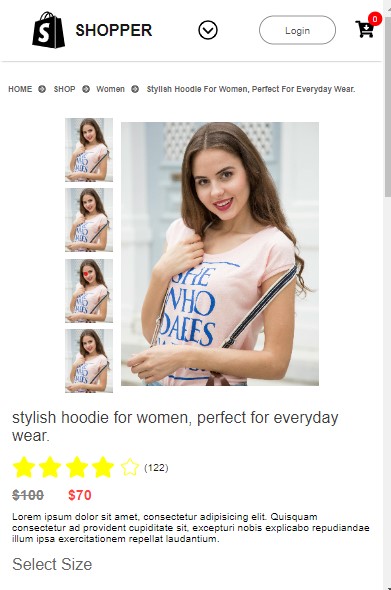 SHOPPER
Login
0
HOME SHOP Women Stylish Hoodie For Women, Perfect For Everyday Wear.
SHE
WHO
DARES
stylish hoodie for women, perfect for everyday
wear.
(122)
$100 $70
Lorem ipsum dolor sit amet, consectetur adipisicing elit. Quisquam
consectetur ad provident cupiditate sit, excepturi nobis explicabo repudiandae
illum ipsa exercitationem repellat laudantium.
Select Size